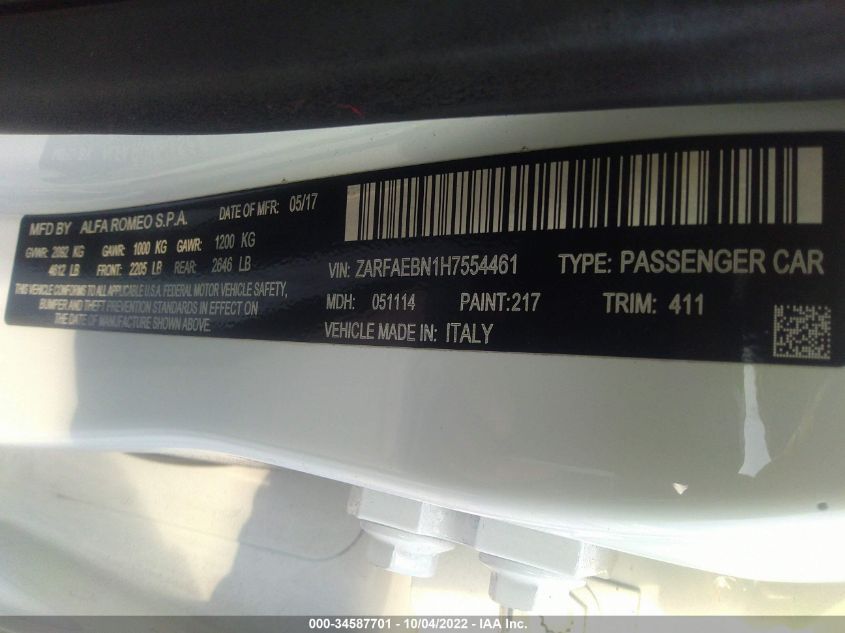 MFD BY ALFA ROMEO S.P.A. DATE OF MFR: 05/17
GVWR: 2092 KG GAWR: 1000 KG GAWR: 1200 KG
4612 LB FRONT: 2205 LB REAR: 2646 LB
THIS VEHICLE CONFORMS TO ALL APPLICABLE U.S.A. FEDERAL MOTOR VEHICLE SAFETY,
BUMPER AND THEFT PREVENTION STANDARDS IN EFFECT ON
THE DATE OF MANUFACTURE SHOWN ABOVE.
VIN: ZARFAEBN1H7554461 TYPE: PASSENGER CAR
MDH: 051114 PAINT:217 TRIM: 411
VEHICLE MADE IN: ITALY
000-34587701 - 10/04/2022 - IAA Inc.